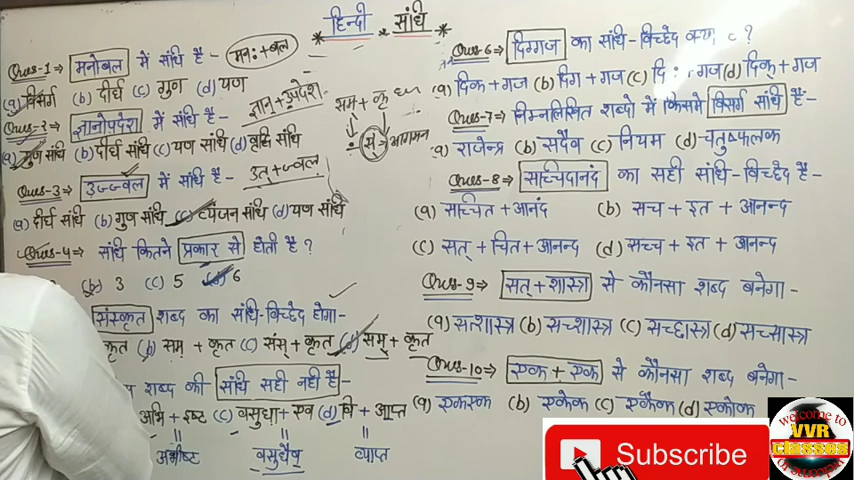 हिन्दी संधि
Ques-1⇒ मनोबल में संधि है - मनः + बल
(a) विसर्ग (b) दीर्घ (c) गुण (d) यण
ज्ञान + उपदेश
Ques-2⇒ ज्ञानोपदेश में संधि है -
(a) गुण संधि (b) दीर्घ संधि (c) यण संधि (d) वृद्धि संधि
Ques-3⇒ उज्ज्वल में संधि है - उत् + ज्वल
(a) दीर्घ संधि (b) गुण संधि (c) व्यंजन संधि (d) यण संधि
Ques-4⇒ संधि कितने प्रकार से होती है ?
(b) 3 (c) 5 6
संस्कृत शब्द का संधि-विच्छेद होगा-
कृत (b) सम् + कृत (c) संस् + कृत (d) सम् + कृत
शब्द की संधि सही नही है -
अभि + इष्ट (c) वसुधा + एव (d) वि + आप्त
अभीष्ट वसुधैव व्याप्त
सम + कृ
स् आगमन
Ques-6⇒ दिग्गज का संधि-विच्छेद ?
(a) दिक + गज (b) दिग + गज (c) दि : गज (d) दिक् + गज
Ques-7⇒ निम्नलिखित शब्दो में किसमे विसर्ग संधि है-
(a) राजेन्द्र (b) सदैव (c) नियम (d) चतुष्फलक
Ques-8⇒ सच्चिदानंद का सही संधि-विच्छेद है -
(a) सच्चित + आनंद (b) सच + इत + आनन्द
(c) सत् + चित + आनन्द (d) सच्च + इत + आनन्द
Ques-9⇒ सत् + शास्त्र से कौनसा शब्द बनेगा -
(a) सत्शास्त्र (b) सच्शास्त्र (c) सच्छास्त्र (d) सच्सास्त्र
Ques-10⇒ एक + एक से कौनसा शब्द बनेगा -
(a) एकएक (b) एकेक (c) एकैक (d) एकोक
Subscribe
welcome to
VVR
classes